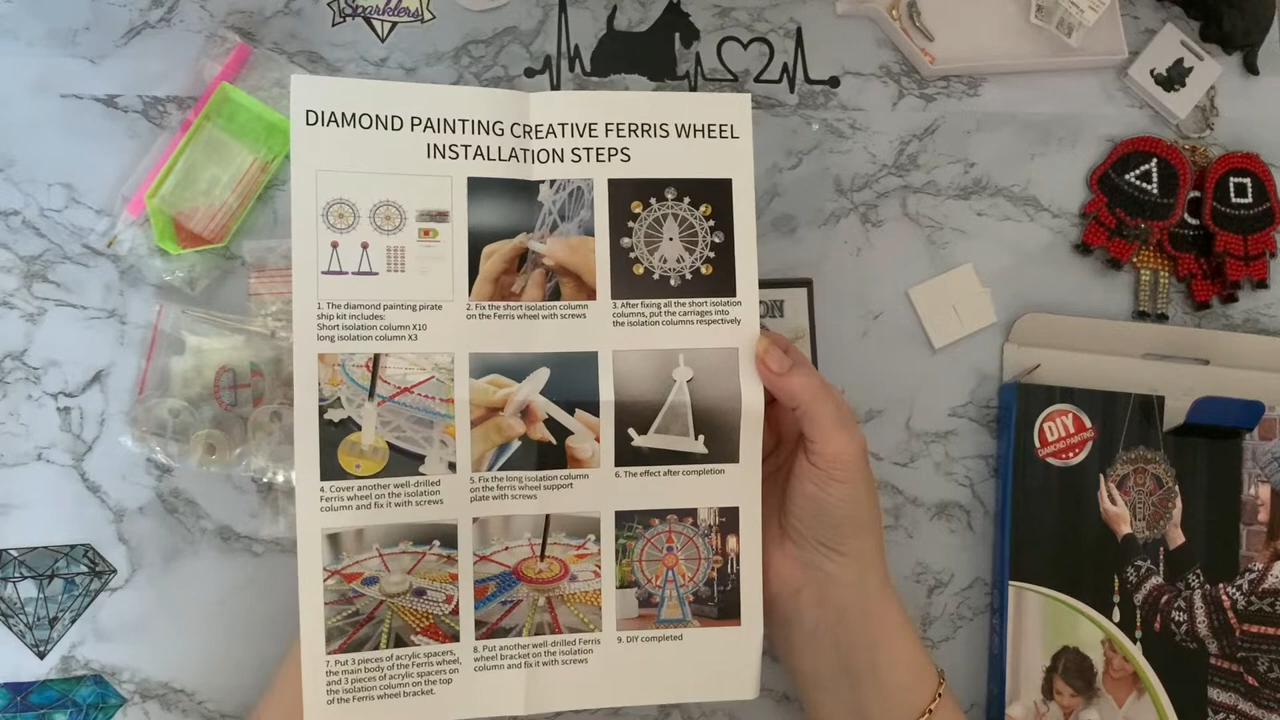 Sparklers
DIAMOND PAINTING CREATIVE FERRIS WHEEL
INSTALLATION STEPS
1. The diamond painting pirate
ship kit includes:
Short isolation column X10
long isolation column X3
2. Fix the short isolation column
on the Ferris wheel with screws
3. After fixing all the short isolation
columns, put the carriages into
the isolation columns respectively
4. Cover another well-drilled
Ferris wheel on the isolation
column and fix it with screws
5. Fix the long isolation column
on the ferris wheel support
plate with screws
6. The effect after completion
7. Put 3 pieces of acrylic spacers,
the main body of the Ferris wheel,
and 3 pieces of acrylic spacers on
the isolation column on the top
of the Ferris wheel bracket.
8. Put another well-drilled Ferris
wheel bracket on the isolation
column and fix it with screws
9. DIY completed
DIY
DIAMOND PAINTING